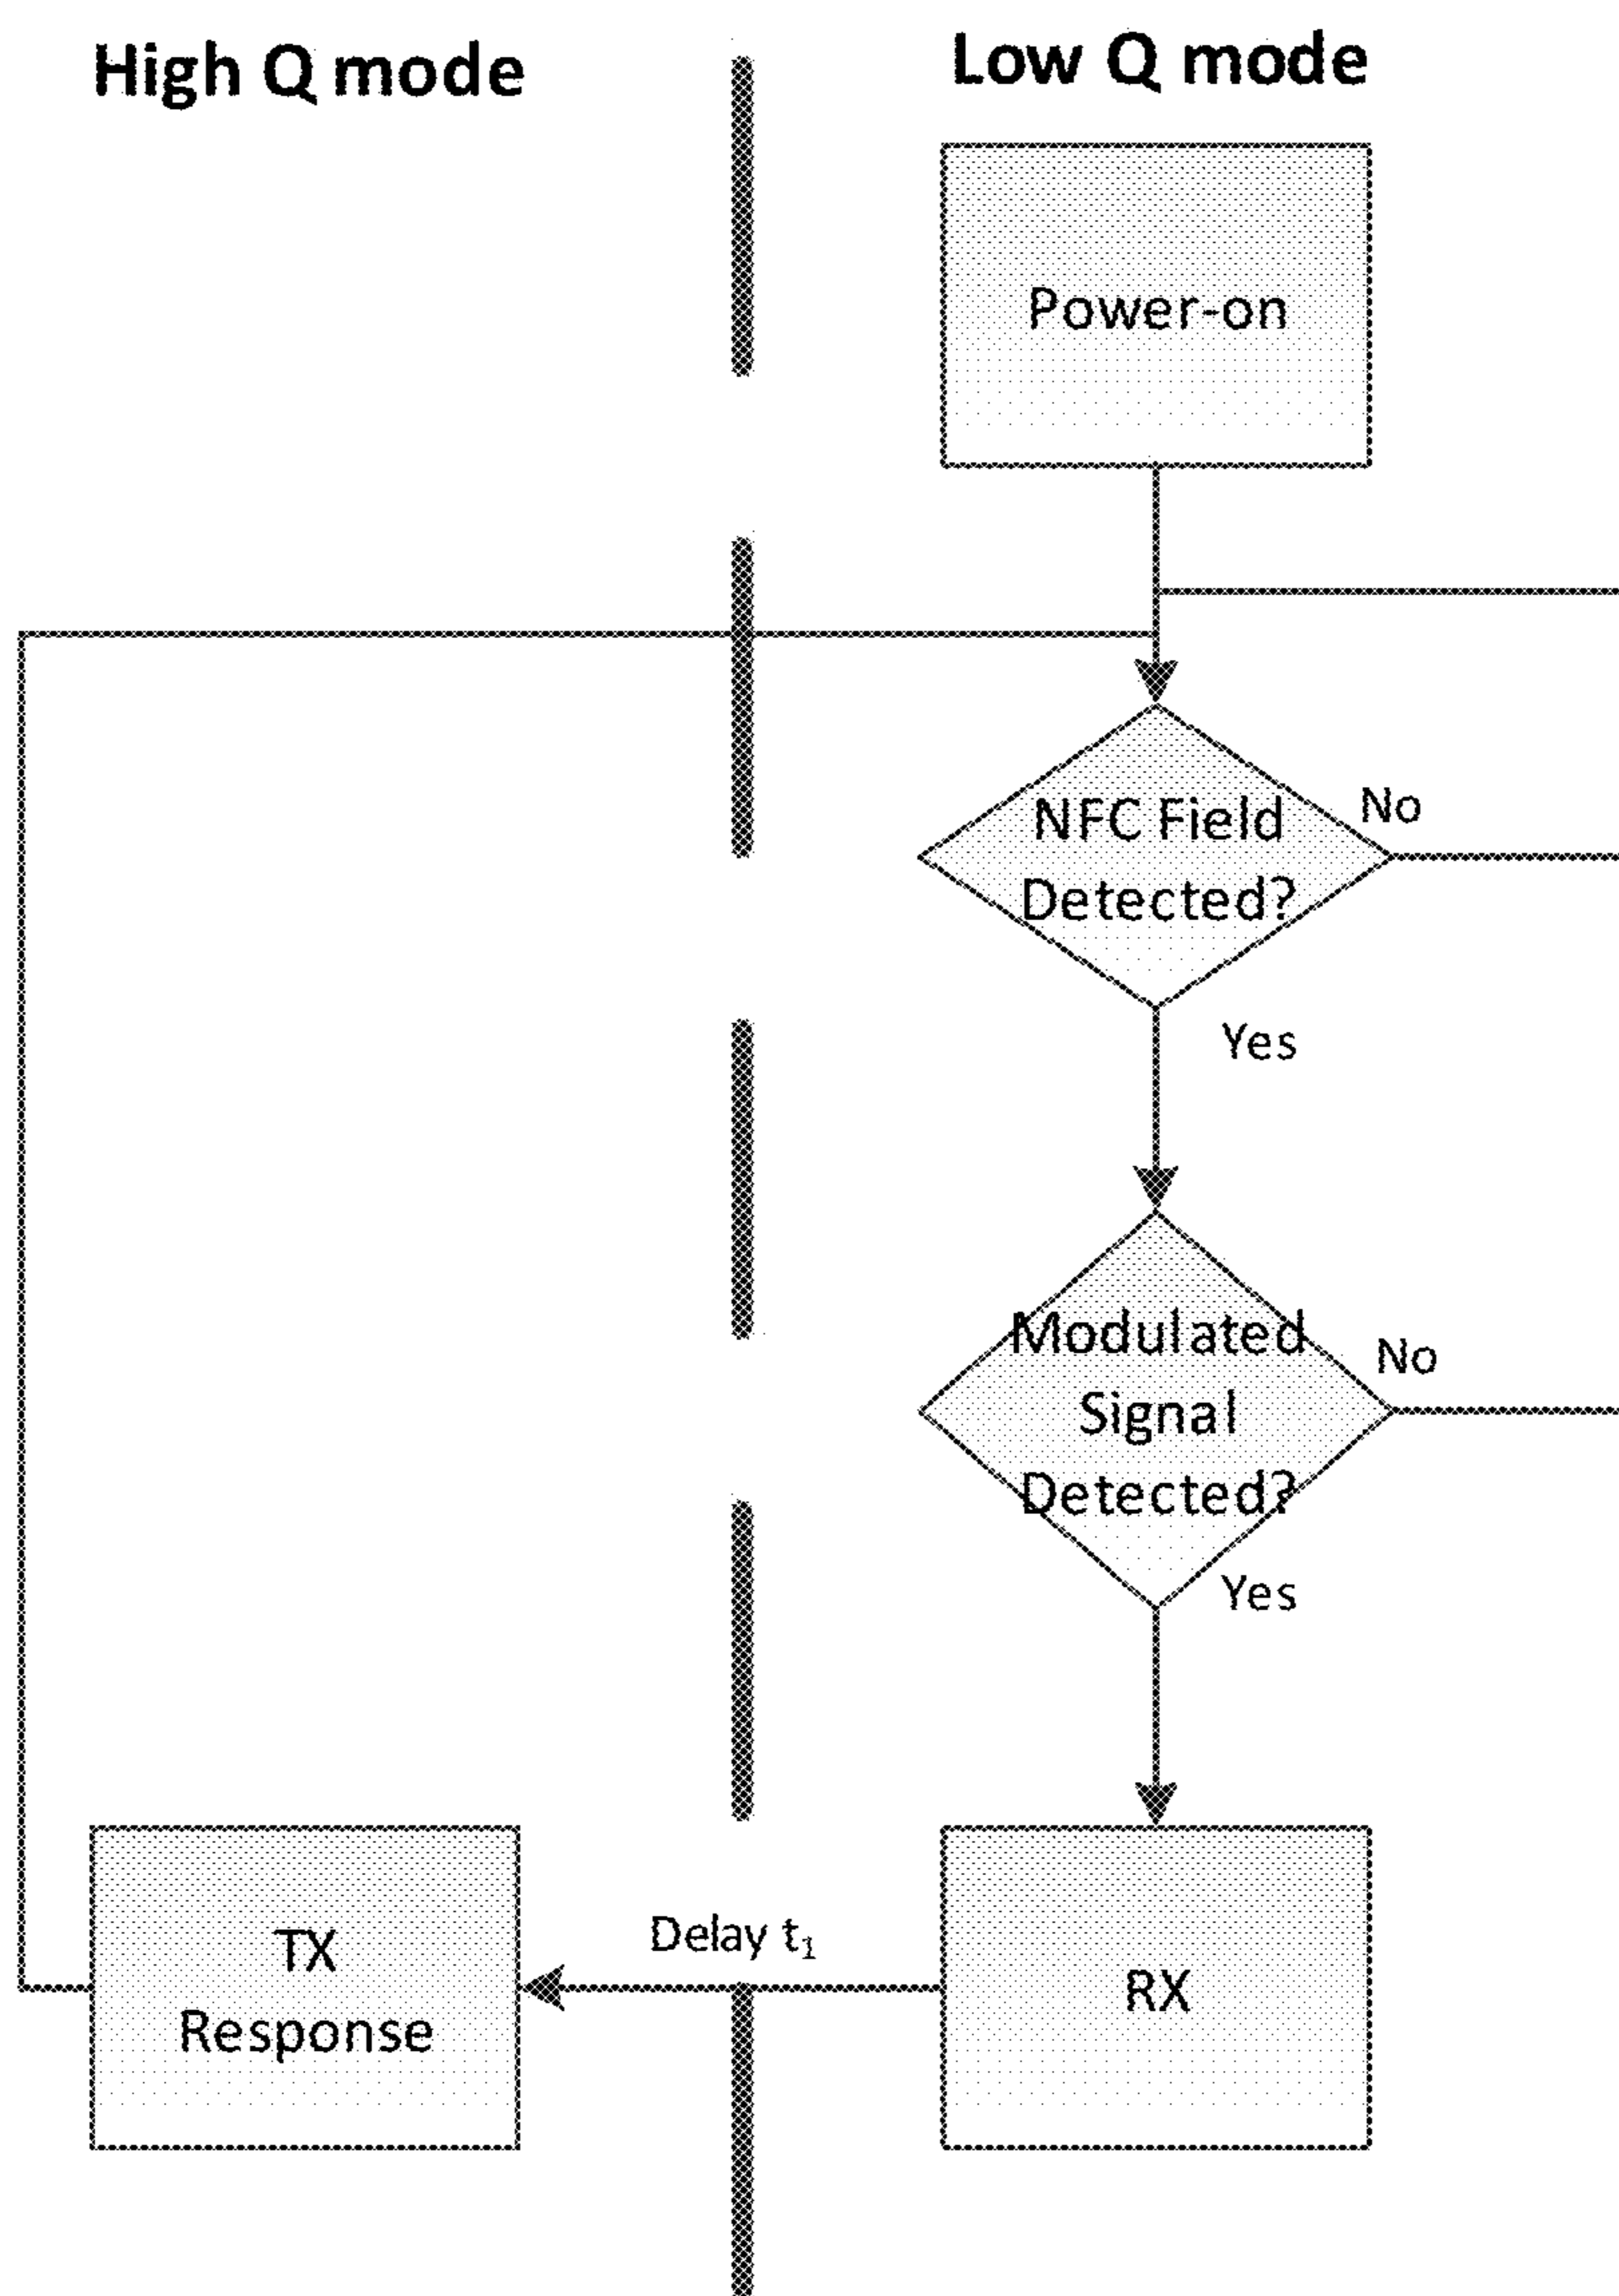 High Q mode
Low Q mode
Power-on
NFC Field
Detected?
No
Yes
Modulated
Signal
Detected?
No
Yes
Delay t₁
TX
Response
RX